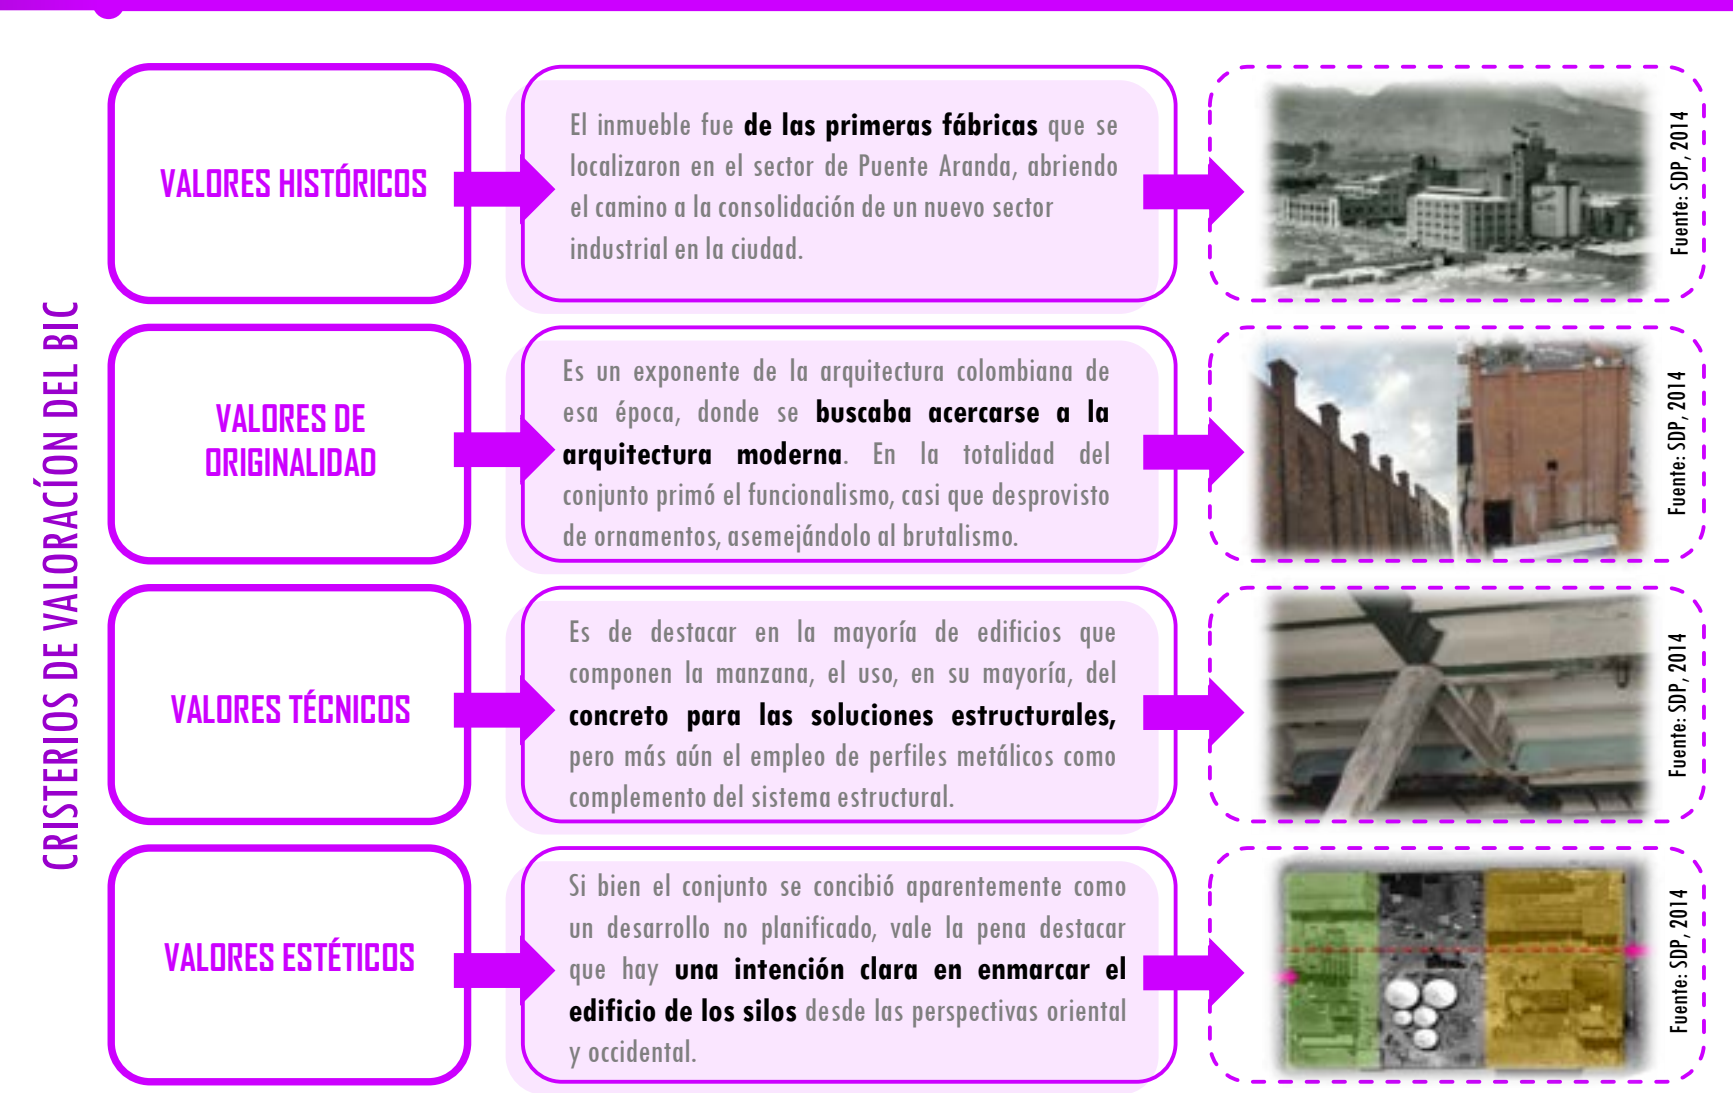 CRISTERIOS DE VALORACÍON DEL BIC
VALORES HISTÓRICOS
El inmueble fue de las primeras fábricas que se
localizaron en el sector de Puente Aranda, abriendo
el camino a la consolidación de un nuevo sector
industrial en la ciudad.
Fuente: SDP, 2014
VALORES DE
ORIGINALIDAD
Es un exponente de la arquitectura colombiana de
esa época, donde se buscaba acercarse a la
arquitectura moderna. En la totalidad del
conjunto primó el funcionalismo, casi que desprovisto
de ornamentos, asemejándolo al brutalismo.
Fuente: SDP, 2014
VALORES TÉCNICOS
Es de destacar en la mayoría de edificios que
componen la manzana, el uso, en su mayoría, del
concreto para las soluciones estructurales,
pero más aún el empleo de perfiles metálicos como
complemento del sistema estructural.
Fuente: SDP, 2014
VALORES ESTÉTICOS
Si bien el conjunto se concibió aparentemente como
un desarrollo no planificado, vale la pena destacar
que hay una intención clara en enmarcar el
edificio de los silos desde las perspectivas oriental
y occidental.
Fuente: SDP, 2014